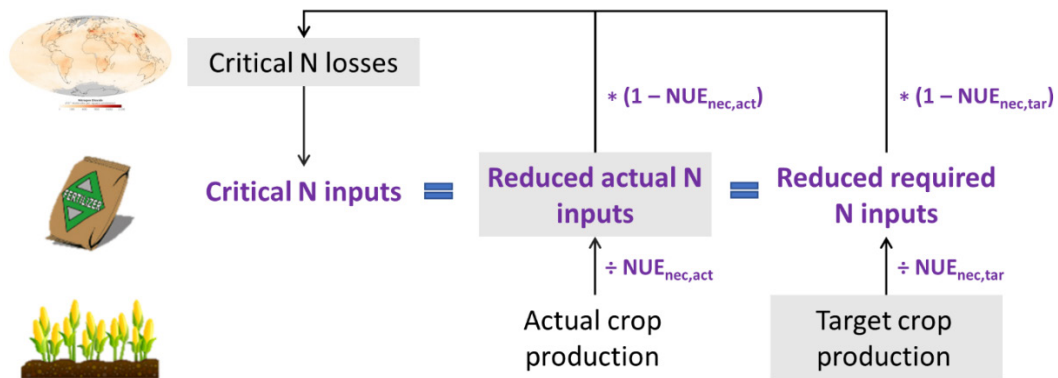 Critical N losses
* (1 – NUEnec,act)
* (1 – NUEnec,tar)
FERTILIZER
Critical N inputs
=
Reduced actual N
inputs
=
Reduced required
N inputs
÷ NUEnec,act
÷ NUEnec,tar
Actual crop
production
Target crop
production